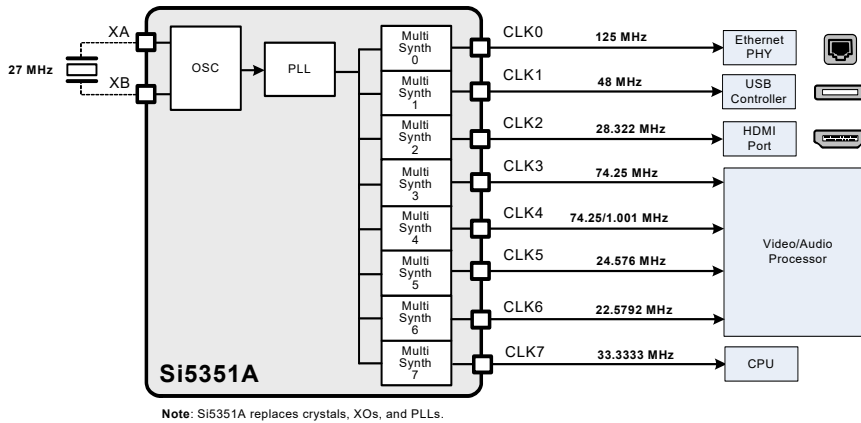 XA
27 MHz
XB
OSC
PLL
Multi
Synth
0
Multi
Synth
1
Multi
Synth
2
Multi
Synth
3
Multi
Synth
4
Multi
Synth
5
Multi
Synth
6
Multi
Synth
7
CLK0
125 MHz
Ethernet
PHY
CLK1
48 MHz
USB
Controller
CLK2
28.322 MHz
HDMI
Port
CLK3
74.25 MHz
CLK4
74.25/1.001 MHz
CLK5
24.576 MHz
CLK6
22.5792 MHz
Video/Audio
Processor
CLK7
33.3333 MHz
CPU
Si5351A
Note: Si5351A replaces crystals, XOs, and PLLs.